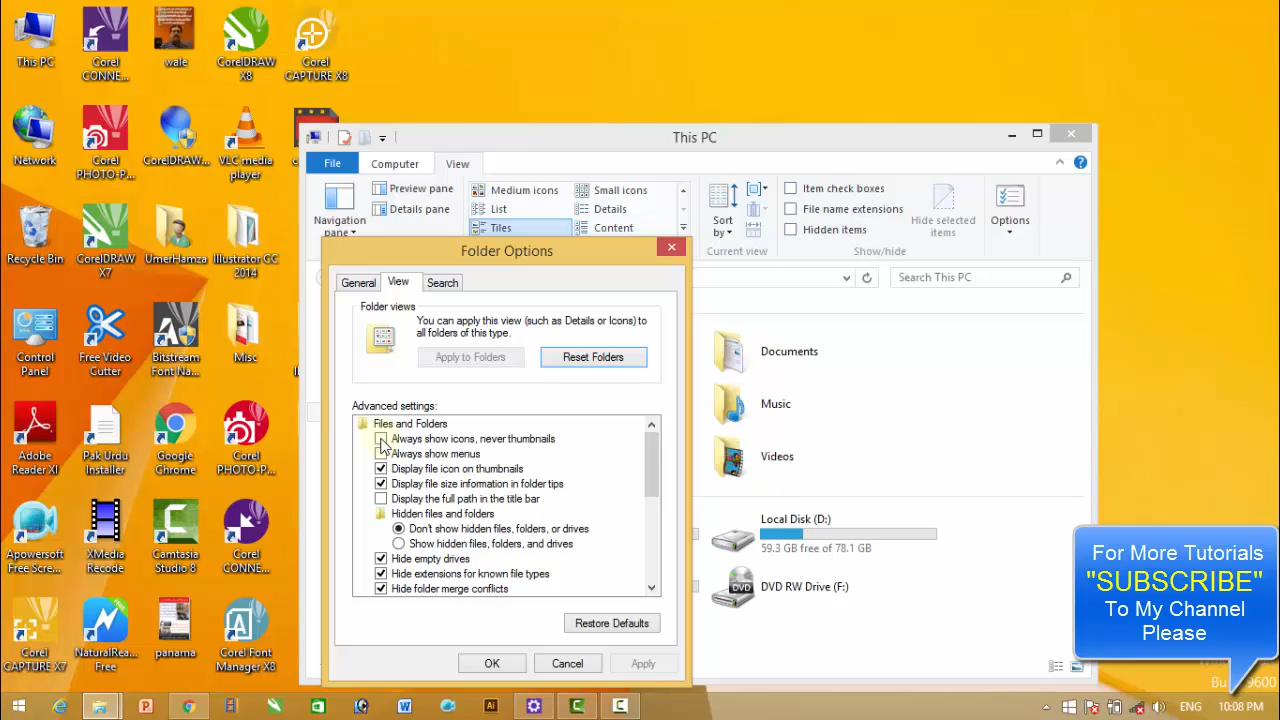 This PC
Corel
CONNE...
wale
CorelDRAW
X8
Corel
CAPTURE X8
Network
Corel
PHOTO-P...
CorelDRAW...
VLC media
player
Recycle Bin
CorelDRAW
X7
UmerHamza
Illustrator CC
2014
Control
Panel
Free Video
Cutter
Bitstream
Font Na...
Misc
Adobe
Reader XI
Pak Urdu
Installer
Google
Chrome
Corel
PHOTO-P...
Apowersoft
Free Scre...
XMedia
Recode
Camtasia
Studio 8
Corel
CONNE...
Corel
CAPTURE X7
NaturalRea...
Free
panama
Corel Font
Manager X8
This PC
File
Computer
View
Navigation
pane
Preview pane
Details pane
Medium icons
Small icons
List
Details
Tiles
Content
Sort
by
Current view
Item check boxes
File name extensions
Hidden items
Hide selected
items
Show/hide
Options
Search This PC
Documents
Music
Videos
Local Disk (D:)
59.3 GB free of 78.1 GB
DVD RW Drive (F:)
DVD
Folder Options
General
View
Search
Folder views
You can apply this view (such as Details or Icons) to
all folders of this type.
Apply to Folders
Reset Folders
Advanced settings:
Files and Folders
Always show icons, never thumbnails
Always show menus
Display file icon on thumbnails
Display file size information in folder tips
Display the full path in the title bar
Hidden files and folders
Don't show hidden files, folders, or drives
Show hidden files, folders, and drives
Hide empty drives
Hide extensions for known file types
Hide folder merge conflicts
Restore Defaults
OK
Cancel
Apply
For More Tutorials
"SUBSCRIBE"
To My Channel
Please
9600
ENG
10:08 PM